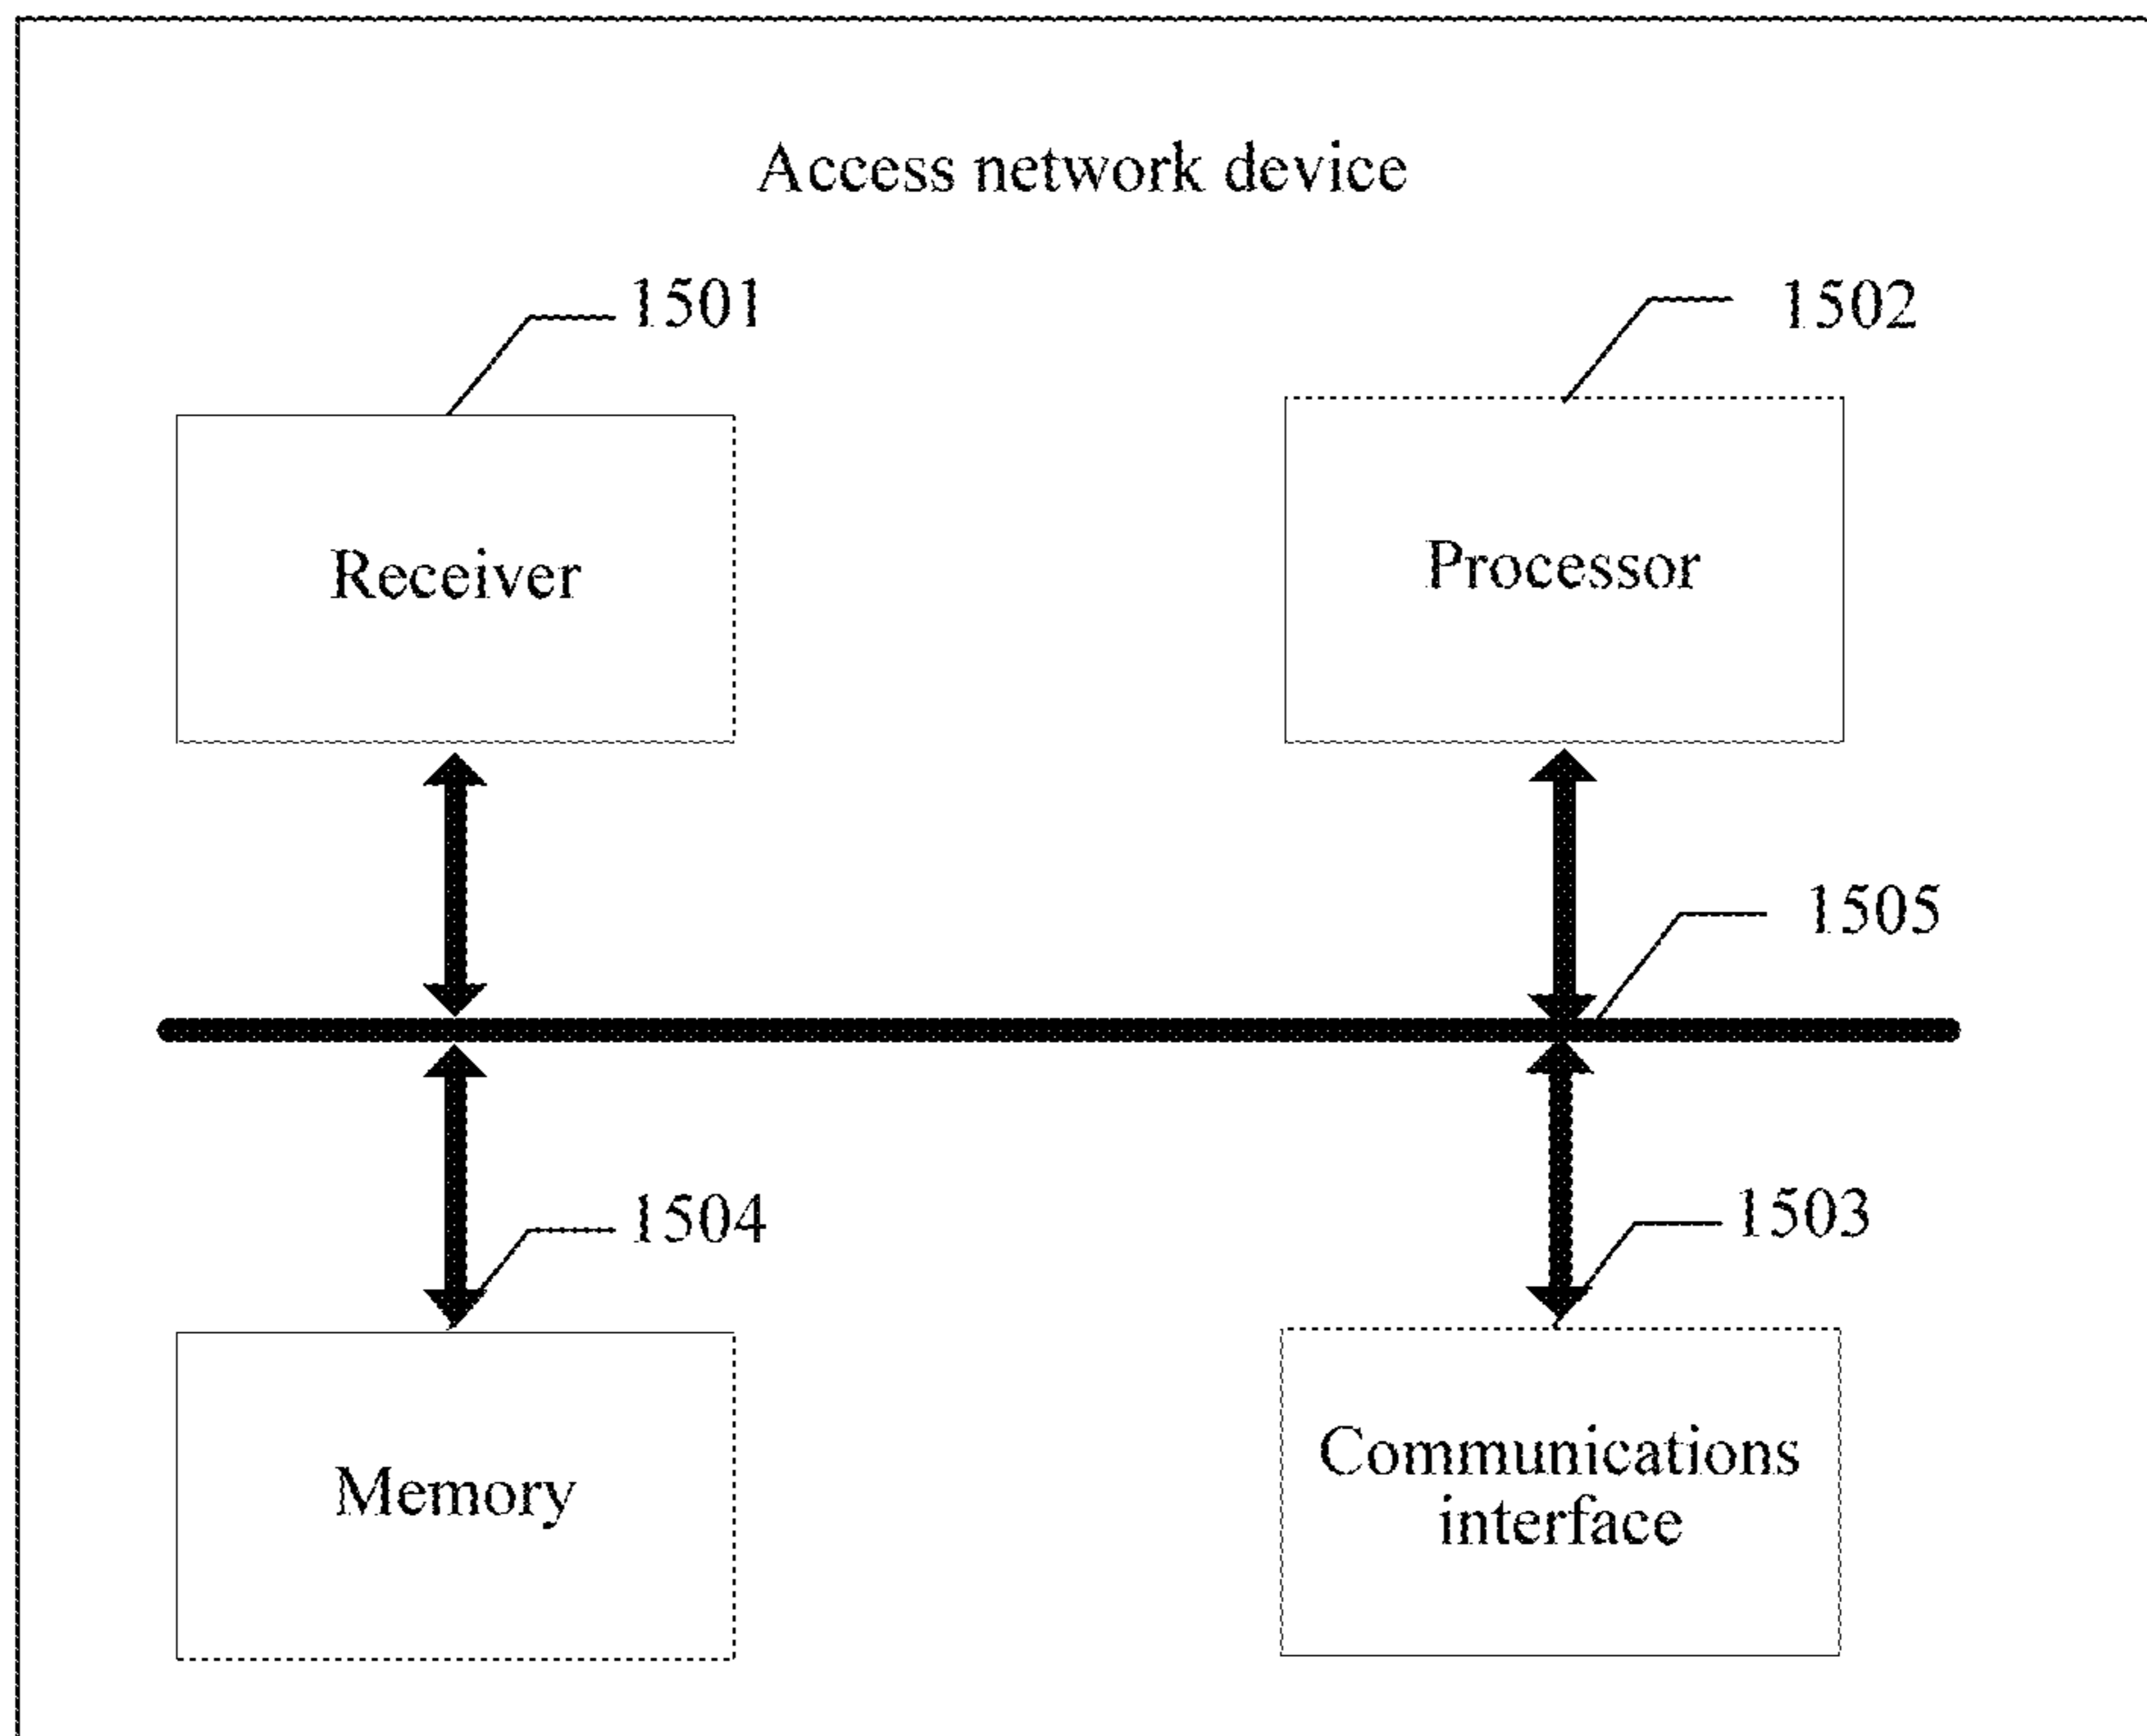 Access network device
1501
1502
Receiver
Processor
1505
1504
1503
Memory
Communications
interface